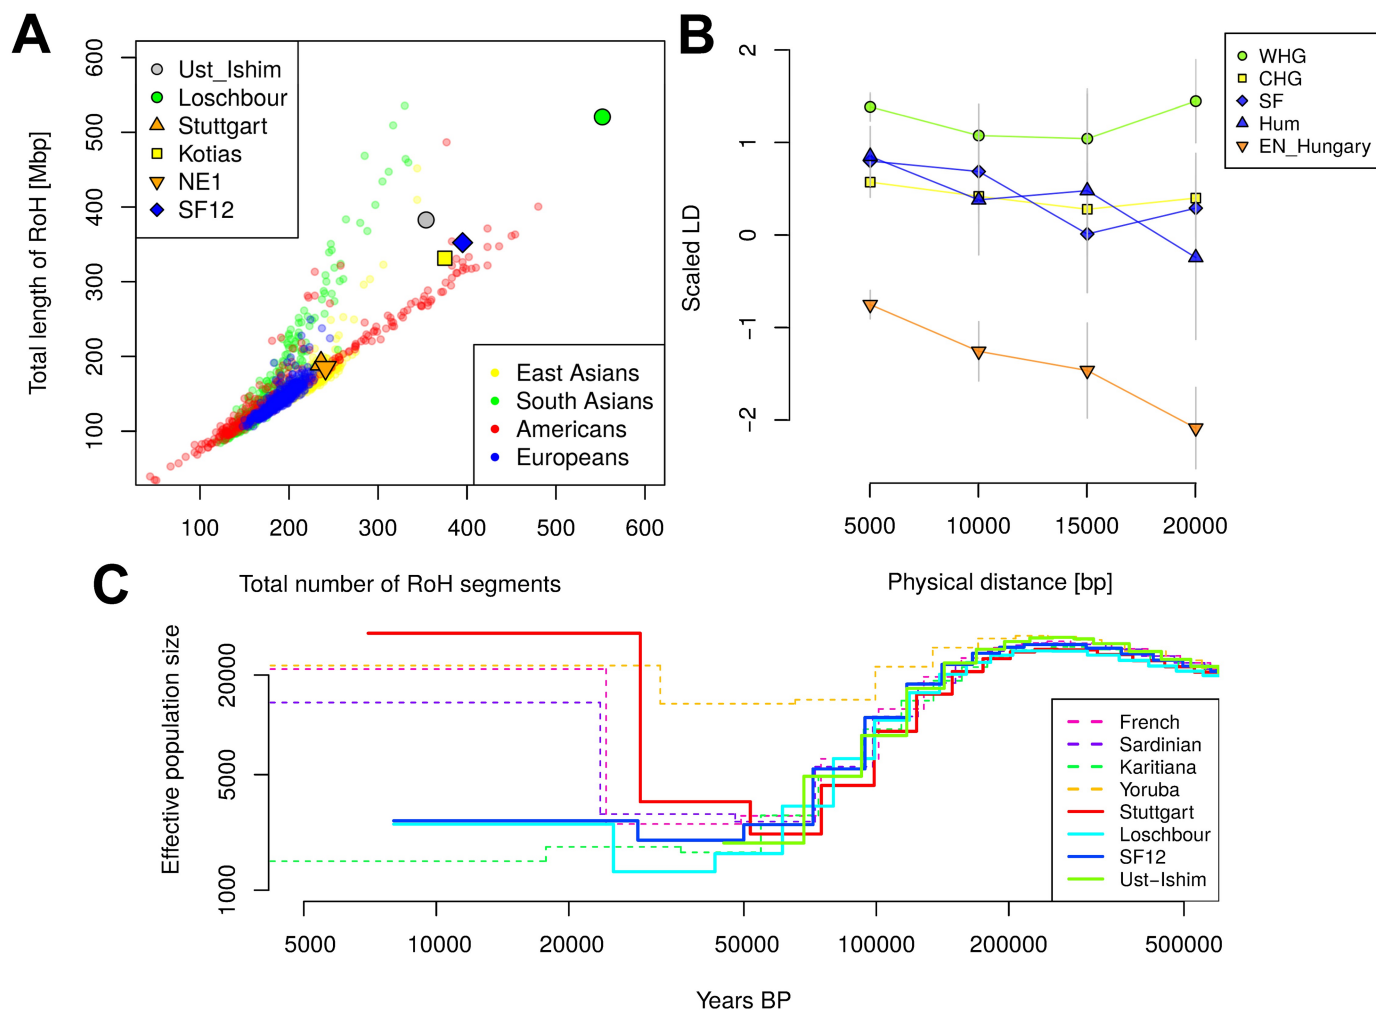 A
Total length of RoH [Mbp]
600
500
400
300
200
100
Ust_Ishim
Loschbour
Stuttgart
Kotias
NE1
SF12
East Asians
South Asians
Americans
Europeans
100 200 300 400 500 600
Total number of RoH segments
B
Scaled LD
2
1
0
−1
−2
WHG
CHG
SF
Hum
EN_Hungary
5000 10000 15000 20000
Physical distance [bp]
C
Effective population size
20000
5000
1000
French
Sardinian
Karitiana
Yoruba
Stuttgart
Loschbour
SF12
Ust−Ishim
5000 10000 20000 50000 100000 200000 500000
Years BP